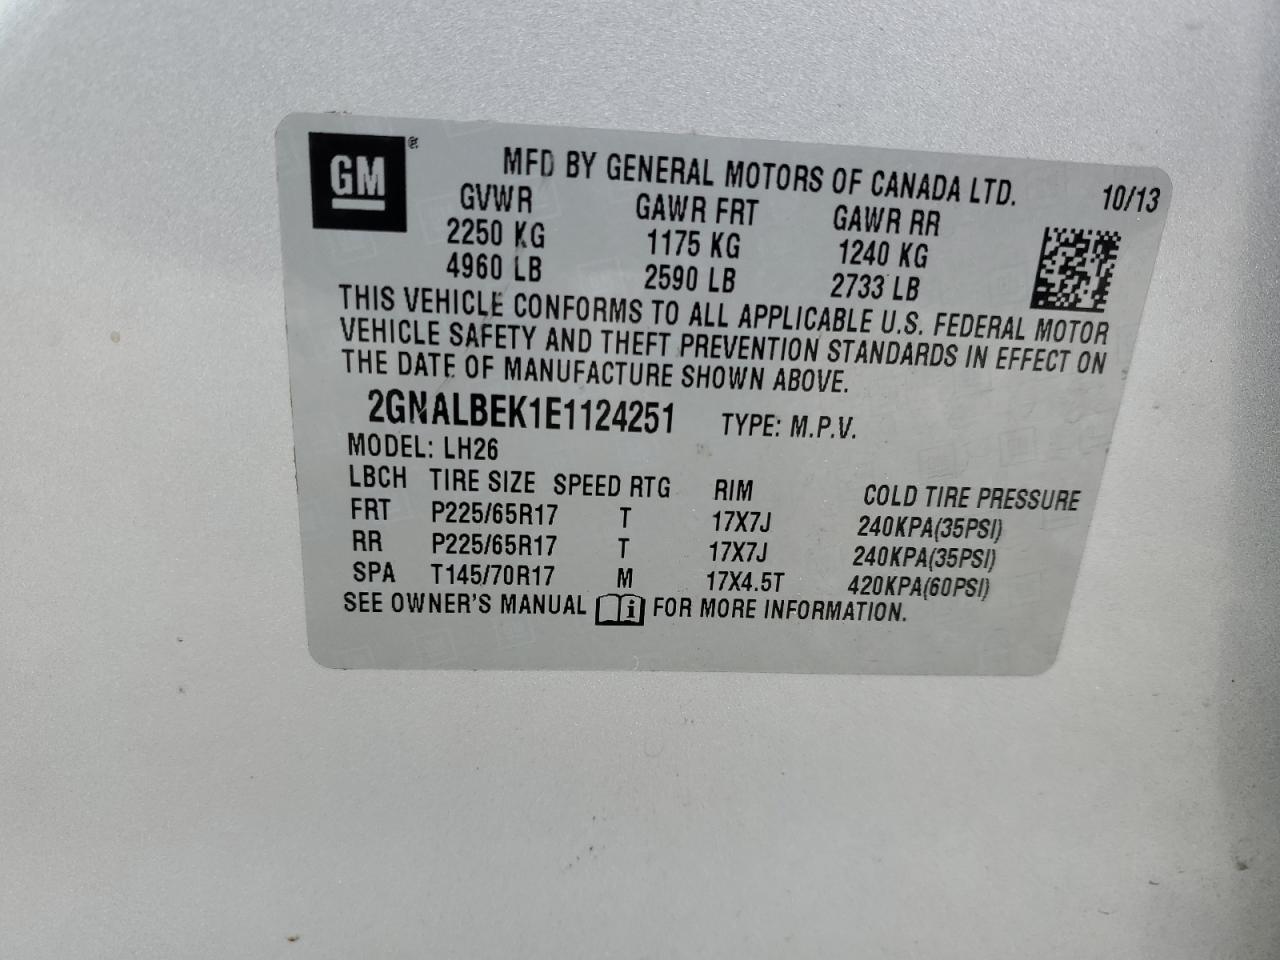 GM ®
MFD BY GENERAL MOTORS OF CANADA LTD. 10/13
GVWR GAWR FRT GAWR RR
2250 KG 1175 KG 1240 KG
4960 LB 2590 LB 2733 LB
THIS VEHICLE CONFORMS TO ALL APPLICABLE U.S. FEDERAL MOTOR
VEHICLE SAFETY AND THEFT PREVENTION STANDARDS IN EFFECT ON
THE DATE OF MANUFACTURE SHOWN ABOVE.
2GNALBEK1E1124251 TYPE: M.P.V.
MODEL: LH26
LBCH TIRE SIZE SPEED RTG RIM COLD TIRE PRESSURE
FRT P225/65R17 T 17X7J 240KPA(35PSI)
RR P225/65R17 T 17X7J 240KPA(35PSI)
SPA T145/70R17 M 17X4.5T 420KPA(60PSI)
SEE OWNER'S MANUAL i FOR MORE INFORMATION.